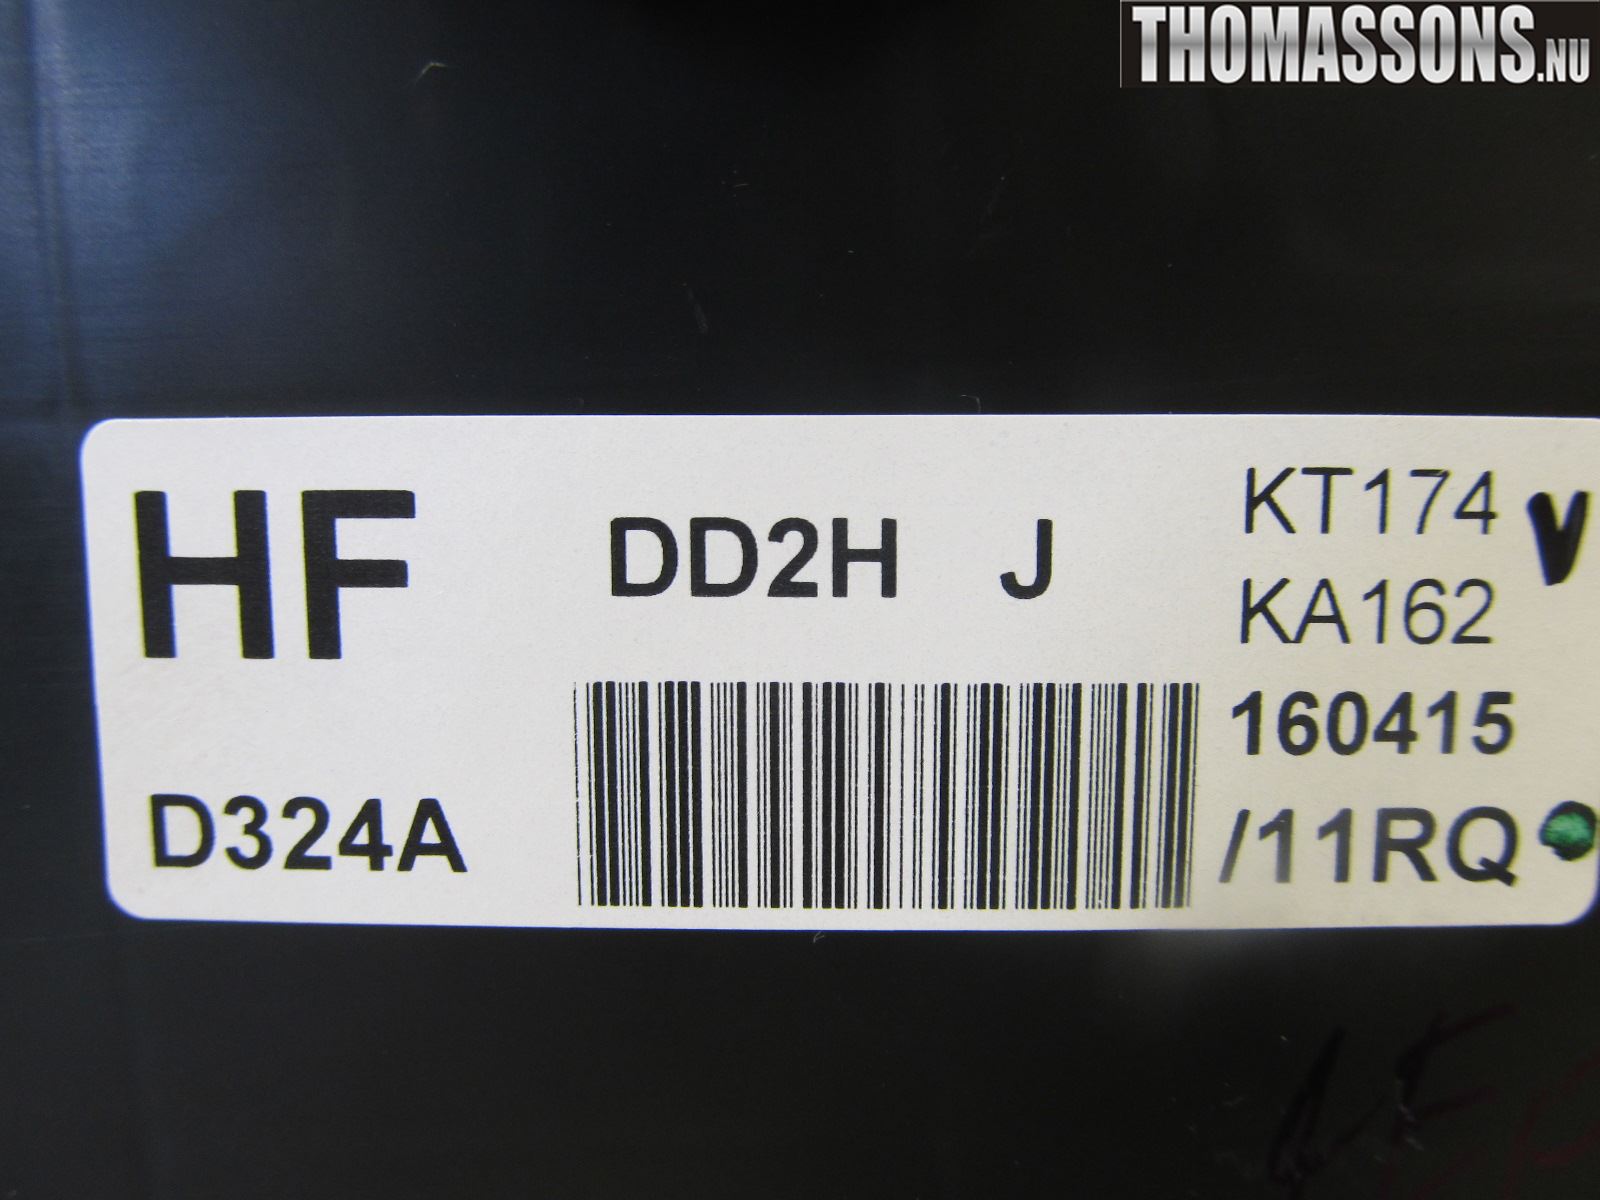 THOMASSONS.NU
HF DD2H J KT174 V
KA162
160415
D324A /11RQ